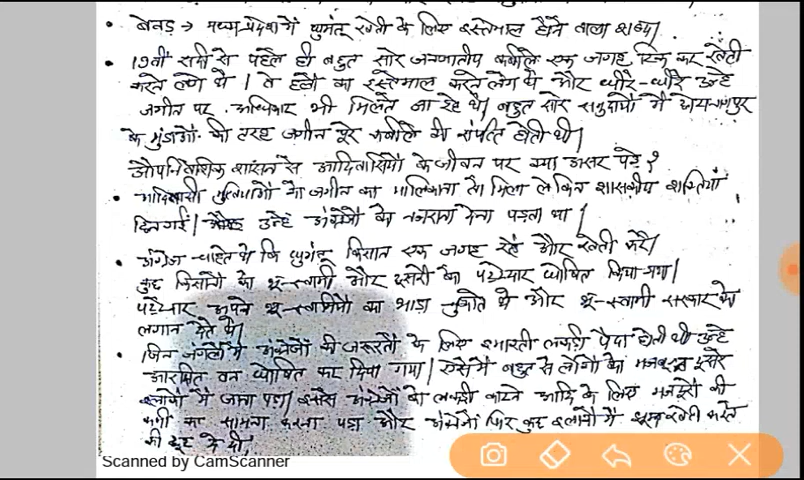 बेवड़ → मध्यप्रदेश में घुमंतू खेती के लिए इस्तेमाल होने वाला शब्द।
19वीं सदी से पहले ही बहुत सारे जनजातीय कबीले एक जगह टिक कर खेती
करने लगे थे। वे हलों का इस्तेमाल करने लगे थे और धीरे-धीरे उन्हें
जमीन पर अधिकार भी मिलते जा रहे थे। बहुत सारे समुदायों में छोटानागपुर
के मुंडाओं की तरह जमीन पूरे कबीले की संपत्ति होती थी।
औपनिवेशिक शासन से आदिवासियों के जीवन पर क्या असर पड़े?
आदिवासी मुखियाओं को जमीन का मालिकाना तो मिला लेकिन शासकीय शक्तियाँ
छिन गई। उन्हें अंग्रेजों को नजराना देना पड़ता था।
अंग्रेज चाहते थे कि घुमंतू किसान एक जगह रहें और खेती करें।
कुछ किसानों को भू-स्वामी और दूसरों को पट्टेदार घोषित किया गया।
पट्टेदार अपने भू-स्वामियों का भाड़ा चुकाते थे और भू-स्वामी सरकार को
लगान देते थे।
जिन जंगलों में अंग्रेजों की जरूरतों के लिए इमारती लकड़ी पैदा होती थी उन्हें
आरक्षित वन घोषित कर दिया गया। ऐसे में बहुत से लोगों को मजबूरन दूसरे
इलाकों में जाना पड़ा। इससे अंग्रेजों को लकड़ी काटने आदि के लिए मजदूरों की
कमी का सामना करना पड़ा और अंग्रेजों फिर कुछ इलाकों में झूम खेती करने
की छूट दे दी।
Scanned by CamScanner